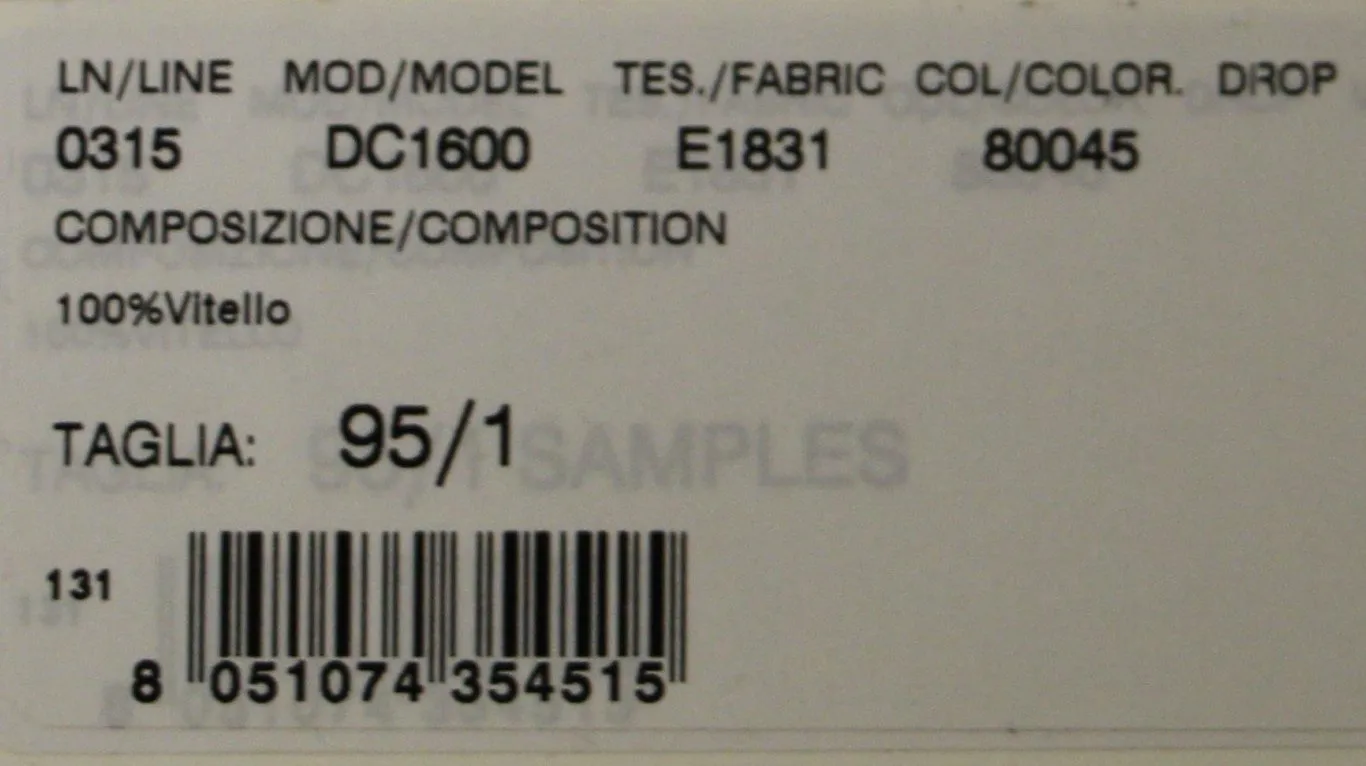 LN/LINE MOD/MODEL TES./FABRIC COL/COLOR. DROP
0315 DC1600 E1831 80045
COMPOSIZIONE/COMPOSITION
100%Vitello
TAGLIA: 95/1 SAMPLES
131
8 051074 354515